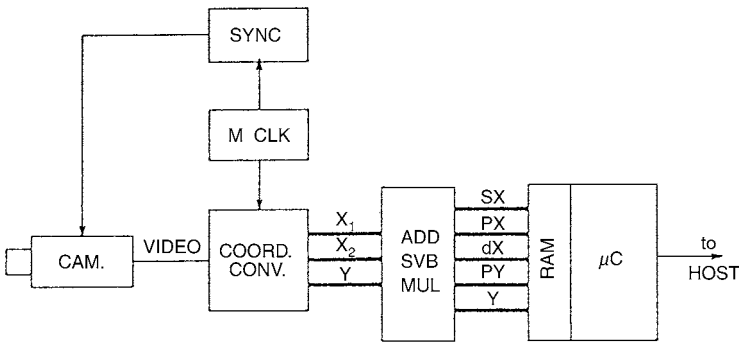 SYNC
M CLK
CAM.
VIDEO
COORD.
CONV.
X1
X2
Y
ADD
SVB
MUL
SX
PX
dX
PY
Y
RAM
μC
to
HOST